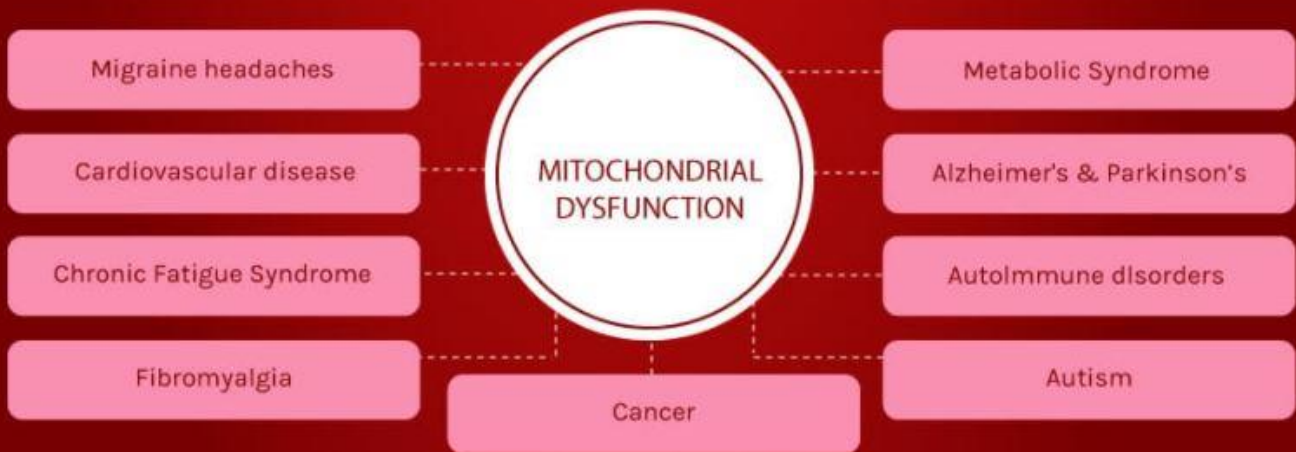 Migraine headaches
Cardiovascular disease
Chronic Fatigue Syndrome
Fibromyalgia
MITOCHONDRIAL
DYSFUNCTION
Cancer
Metabolic Syndrome
Alzheimer's & Parkinson's
AutoImmune dIsorders
Autism